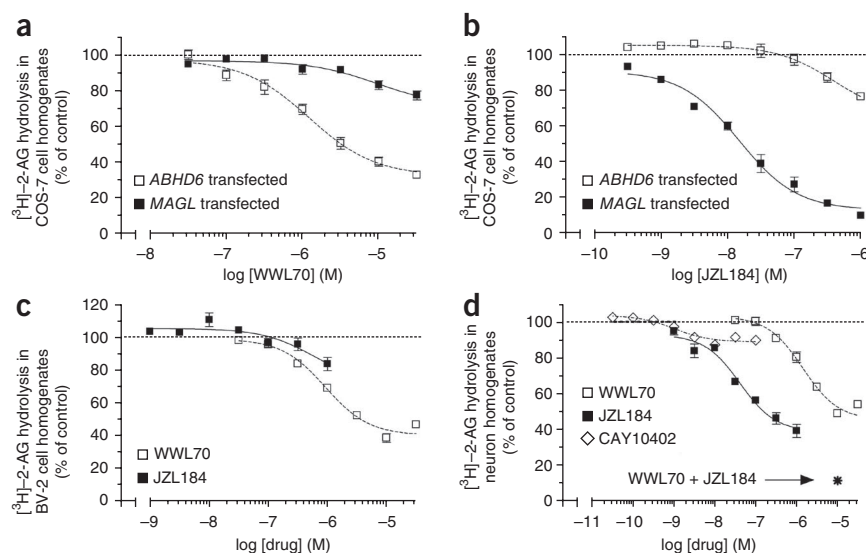 a
[³H]–2-AG hydrolysis in
COS-7 cell homogenates
(% of control)
100
80
60
40
20
0
ABHD6 transfected
MAGL transfected
–8
–7
–6
–5
log [WWL70] (M)
b
[³H]–2-AG hydrolysis in
COS-7 cell homogenates
(% of control)
100
80
60
40
20
0
ABHD6 transfected
MAGL transfected
–10
–9
–8
–7
–6
log [JZL184] (M)
c
[³H]–2-AG hydrolysis in
BV-2 cell homogenates
(% of control)
120
100
80
60
40
20
0
WWL70
JZL184
–9
–8
–7
–6
–5
log [drug] (M)
d
[³H]–2-AG hydrolysis in
neuron homogenates
(% of control)
100
80
60
40
20
0
WWL70
JZL184
CAY10402
WWL70 + JZL184
–11
–10
–9
–8
–7
–6
–5
log [drug] (M)